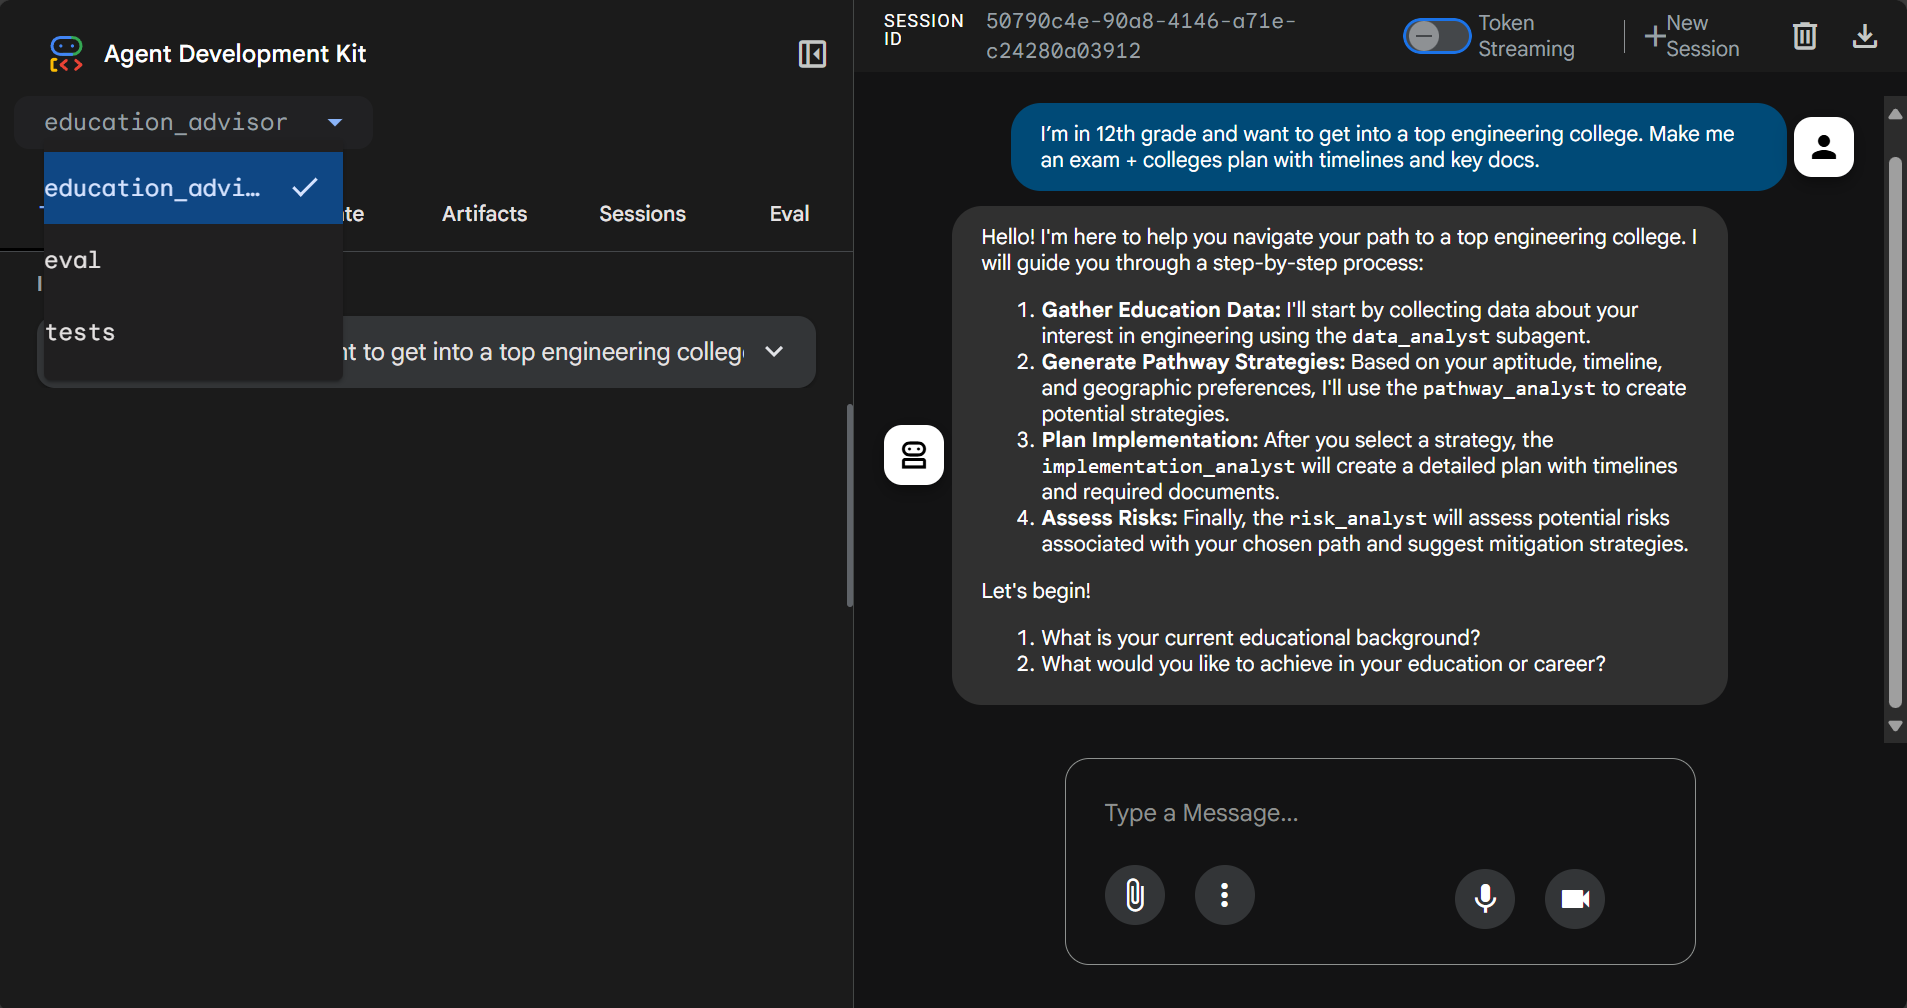 Agent Development Kit
education_advisor
education_advi...
eval
tests
Artifacts
Sessions
Eval
to get into a top engineering
SESSION
ID
50790c4e-90a8-4146-a71e-
c24280a03912
Token
Streaming
New
Session
I’m in 12th grade and want to get into a top engineering college. Make me
an exam + colleges plan with timelines and key docs.
Hello! I'm here to help you navigate your path to a top engineering college. I
will guide you through a step-by-step process:
1. Gather Education Data: I'll start by collecting data about your
interest in engineering using the data_analyst subagent.
2. Generate Pathway Strategies: Based on your aptitude, timeline,
and geographic preferences, I'll use the pathway_analyst to create
potential strategies.
3. Plan Implementation: After you select a strategy, the
implementation_analyst will create a detailed plan with timelines
and required documents.
4. Assess Risks: Finally, the risk_analyst will assess potential risks
associated with your chosen path and suggest mitigation strategies.
Let's begin!
1. What is your current educational background?
2. What would you like to achieve in your education or career?
Type a Message...